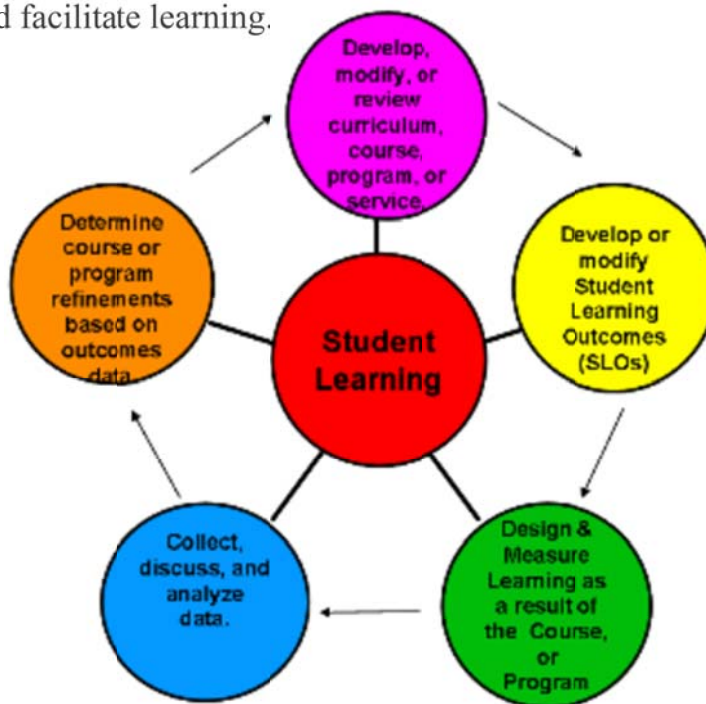 d facilitate learning.
Develop,
modify, or
review
curriculum,
course,
program, or
service.
Develop or
modify
Student
Learning
Outcomes
(SLOs)
Design &
Measure
Learning as
a result of
the Course,
or
Program
Collect,
discuss, and
analyze
data.
Determine
course or
program
refinements
based on
outcomes
data.
Student
Learning